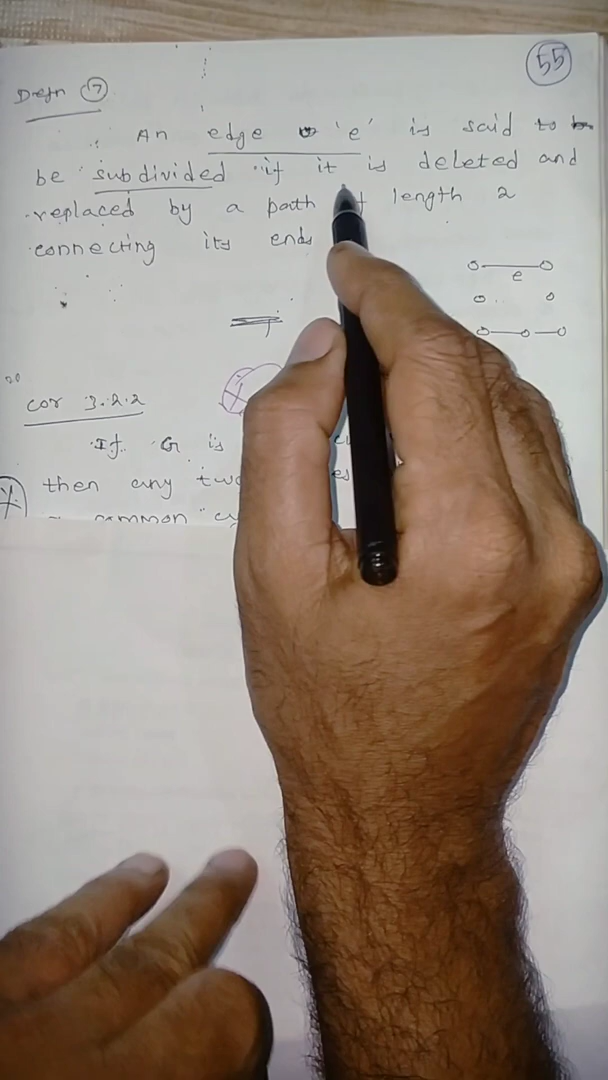 55
Defn 17
An edge 'e' is said to
be subdivided if it is deleted and
replaced by a path length 2
connecting its ends
e
Cor 3.2.2
If G is
then any two
common